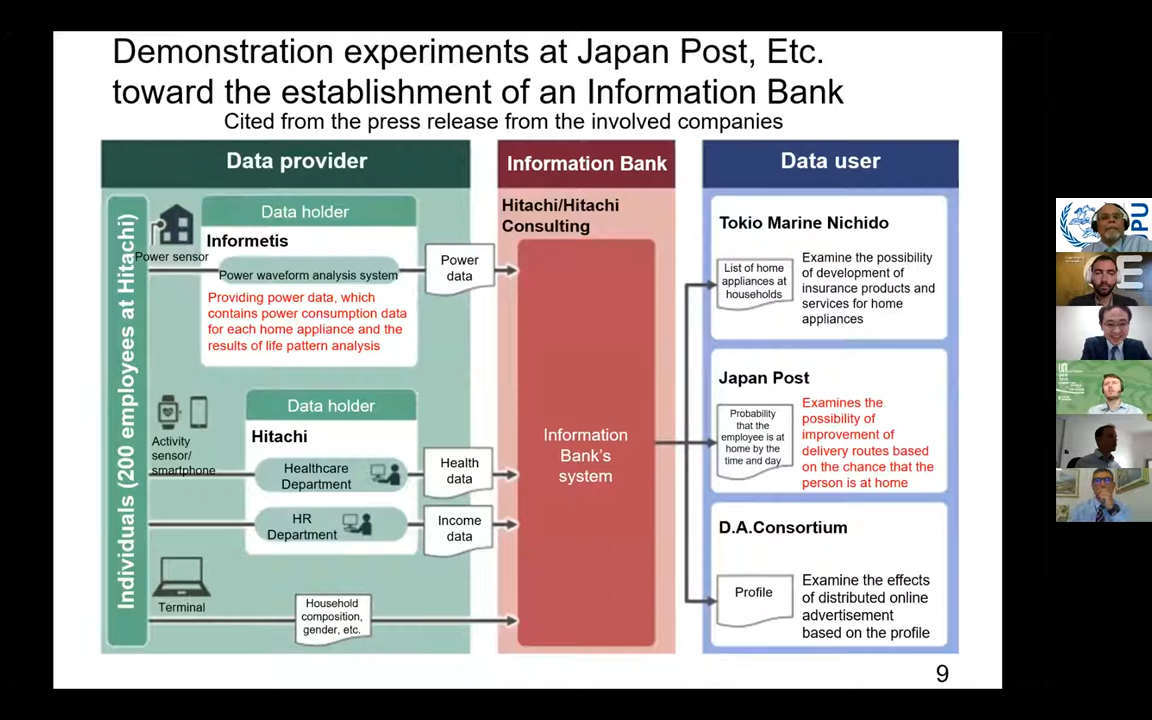 Demonstration experiments at Japan Post, Etc.
toward the establishment of an Information Bank
Cited from the press release from the involved companies
Data provider
Individuals (200 employees at Hitachi)
Power sensor
Data holder
Informetis
Power waveform analysis system
Providing power data, which
contains power consumption data
for each home appliance and the
results of life pattern analysis
Power
data
Activity
sensor/
smartphone
Data holder
Hitachi
Healthcare
Department
Health
data
HR
Department
Income
data
Terminal
Household
composition,
gender, etc.
Information Bank
Hitachi/Hitachi
Consulting
Information
Bank's
system
Data user
Tokio Marine Nichido
List of home
appliances at
households
Examine the possibility
of development of
insurance products and
services for home
appliances
Japan Post
Probability
that the
employee is at
home by the
time and day
Examines the
possibility of
improvement of
delivery routes based
on the chance that the
person is at home
D.A.Consortium
Profile
Examine the effects
of distributed online
advertisement
based on the profile
9
UPU